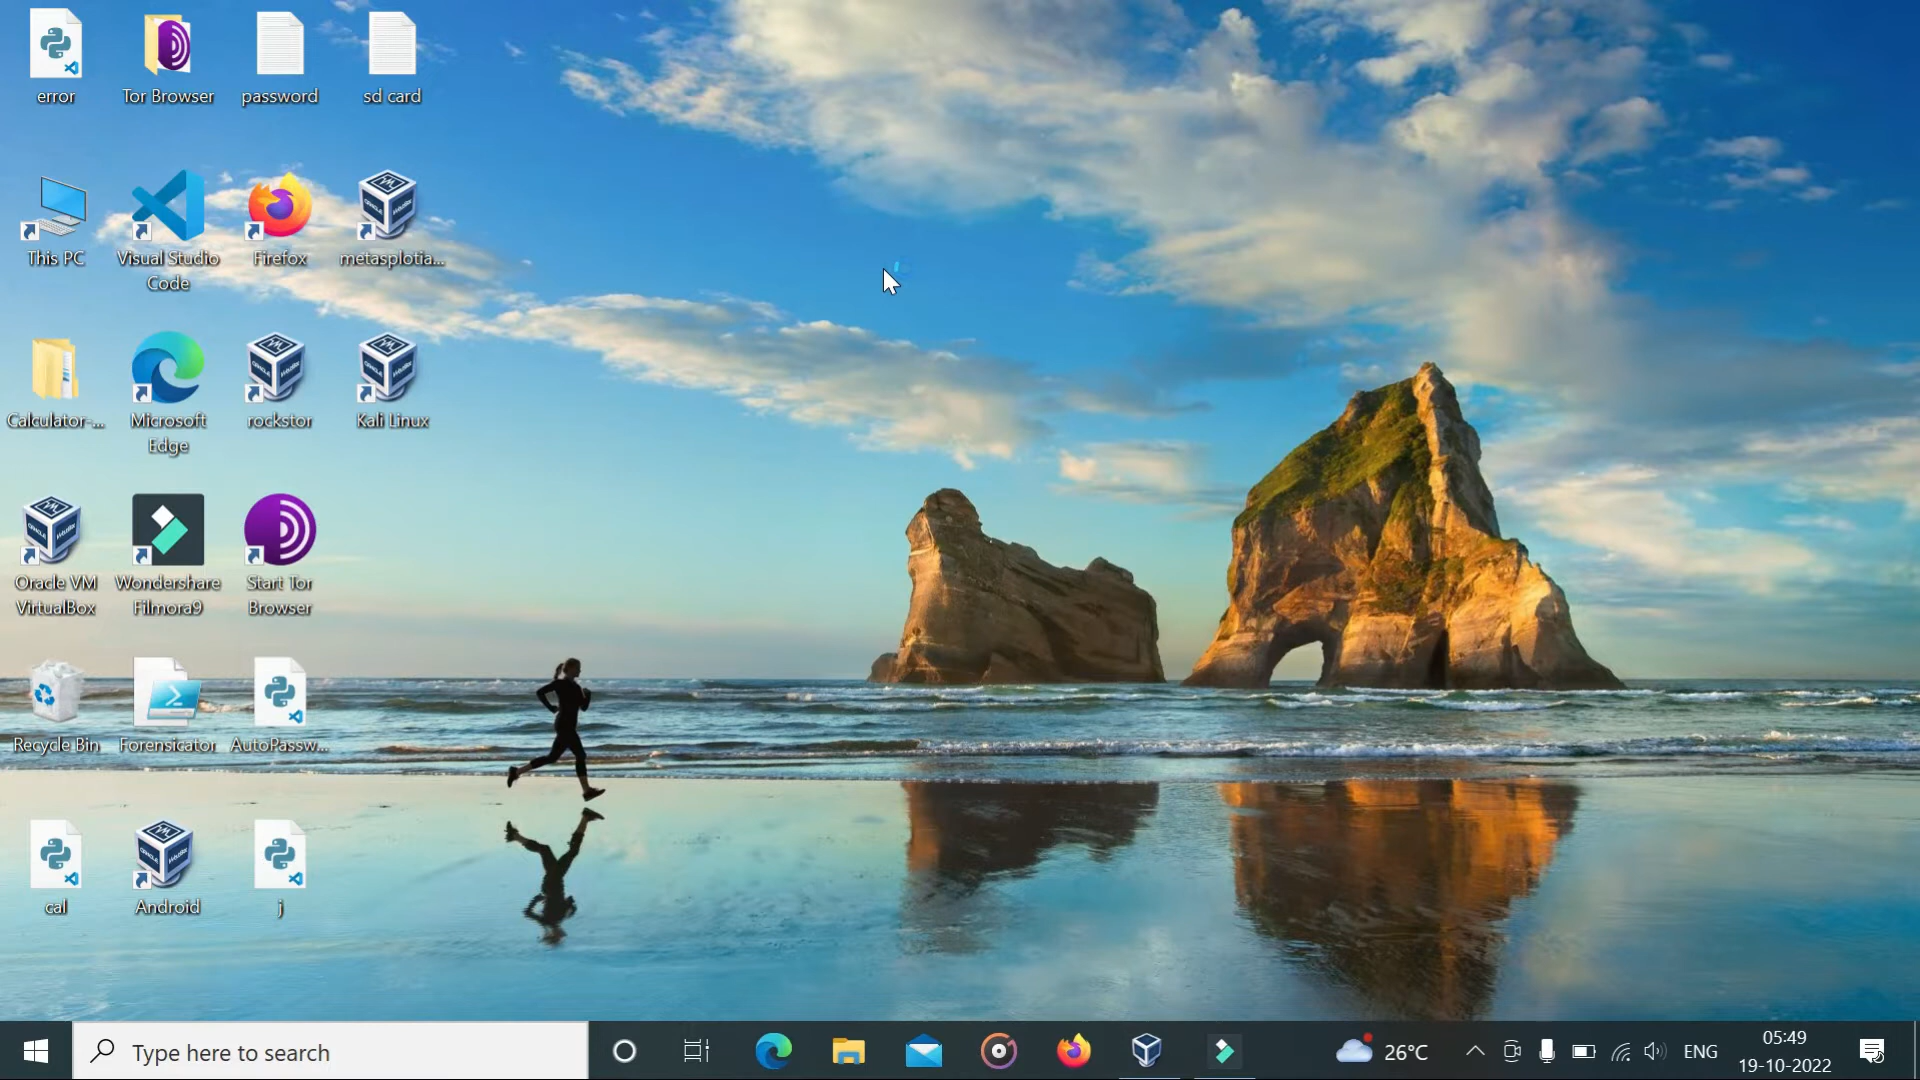 error
Tor Browser
password
sd card
This PC
Visual Studio
Code
Firefox
metasplotia...
Calculator-...
Microsoft
Edge
rockstor
Kali Linux
Oracle VM
VirtualBox
Wondershare
Filmora9
Start Tor
Browser
Recycle Bin
Forensicator
AutoPassw...
cal
Android
j
Type here to search
26°C
ENG
05:49
19-10-2022